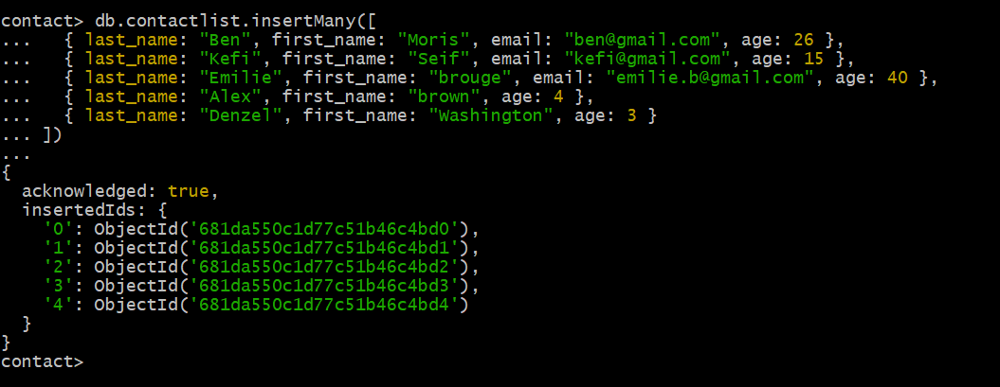 contact> db.contactlist.insertMany([
...   { last_name: "Ben", first_name: "Moris", email: "ben@gmail.com", age: 26 },
...   { last_name: "Kefi", first_name: "Seif", email: "kefi@gmail.com", age: 15 },
...   { last_name: "Emilie", first_name: "brouge", email: "emilie.b@gmail.com", age: 40 },
...   { last_name: "Alex", first_name: "brown", age: 4 },
...   { last_name: "Denzel", first_name: "Washington", age: 3 }
... ])
...
{
  acknowledged: true,
  insertedIds: {
    '0': ObjectId('681da550c1d77c51b46c4bd0'),
    '1': ObjectId('681da550c1d77c51b46c4bd1'),
    '2': ObjectId('681da550c1d77c51b46c4bd2'),
    '3': ObjectId('681da550c1d77c51b46c4bd3'),
    '4': ObjectId('681da550c1d77c51b46c4bd4')
  }
}
contact>